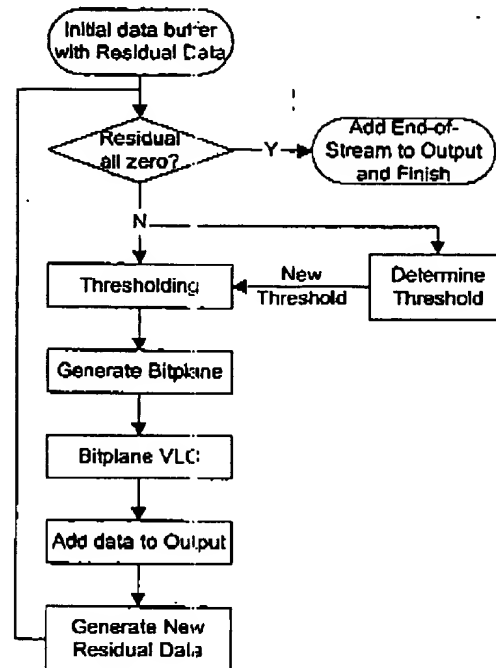 Initial data buffer
with Residual Data
Residual
all zero?
Y
Add End-of-
Stream to Output
and Finish
N
Thresholding
New
Threshold
Determine
Threshold
Generate Bitplane
Bitplane VLC
Add data to Output
Generate New
Residual Data